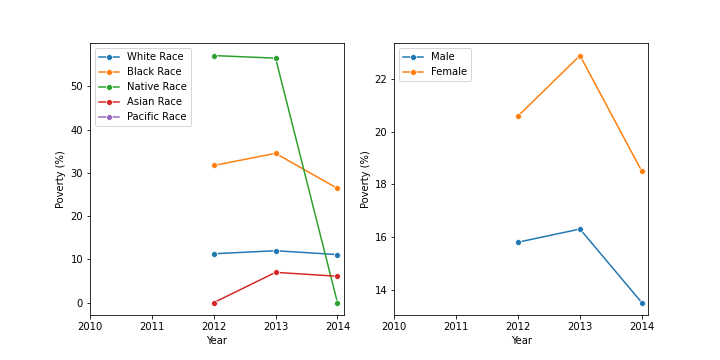 White Race
Black Race
Native Race
Asian Race
Pacific Race
50
40
30
20
10
0
Poverty (%)
2010 2011 2012 2013 2014
Year
Male
Female
22
20
18
16
14
Poverty (%)
2010 2011 2012 2013 2014
Year